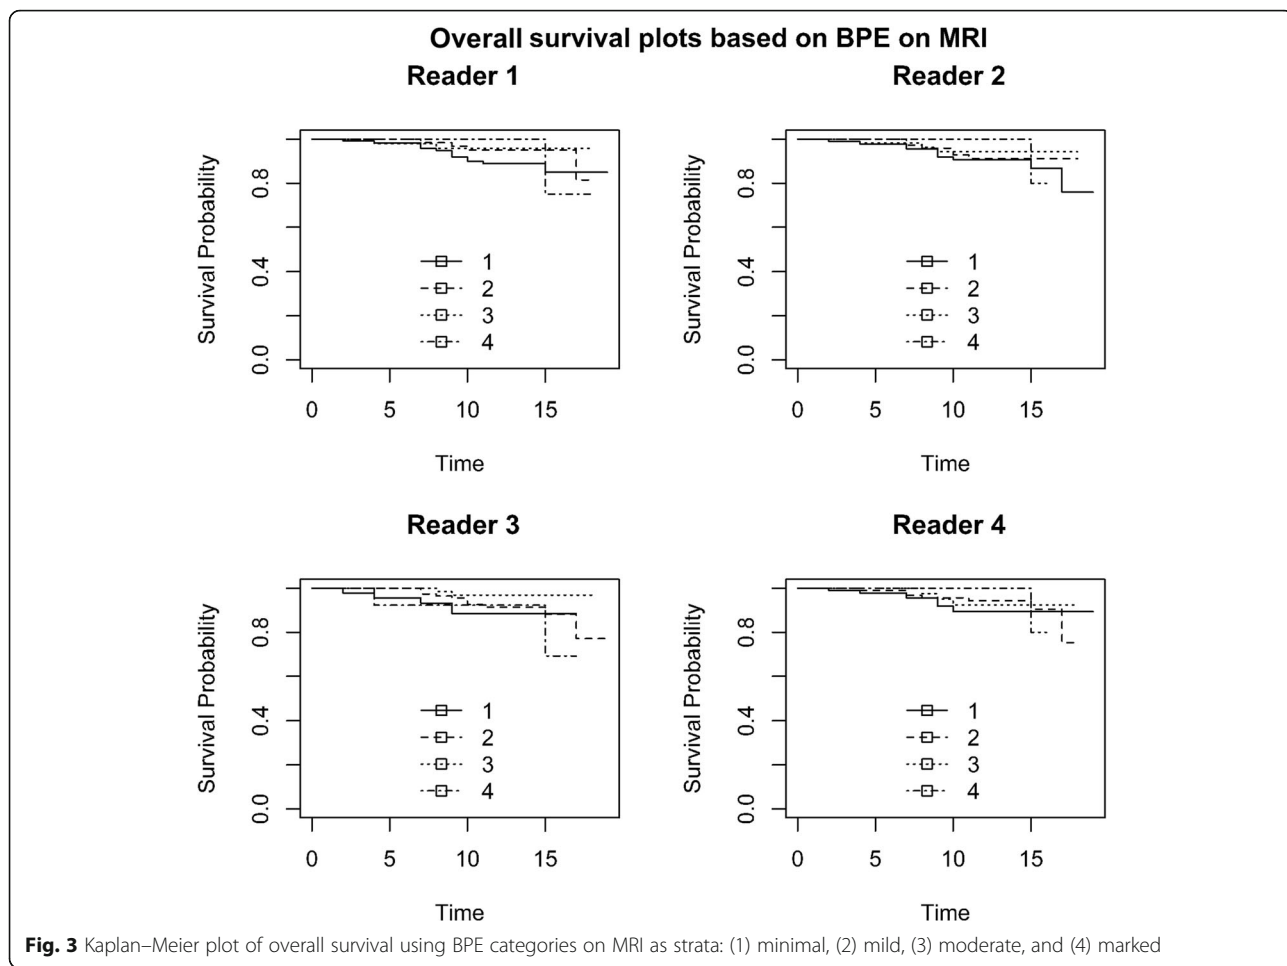 Overall survival plots based on BPE on MRI
Reader 1
Survival Probability
0.0 0.4 0.8
1
2
3
4
0 5 10 15
Time
Reader 2
Survival Probability
0.0 0.4 0.8
1
2
3
4
0 5 10 15
Time
Reader 3
Survival Probability
0.0 0.4 0.8
1
2
3
4
0 5 10 15
Time
Reader 4
Survival Probability
0.0 0.4 0.8
1
2
3
4
0 5 10 15
Time
Fig. 3 Kaplan–Meier plot of overall survival using BPE categories on MRI as strata: (1) minimal, (2) mild, (3) moderate, and (4) marked